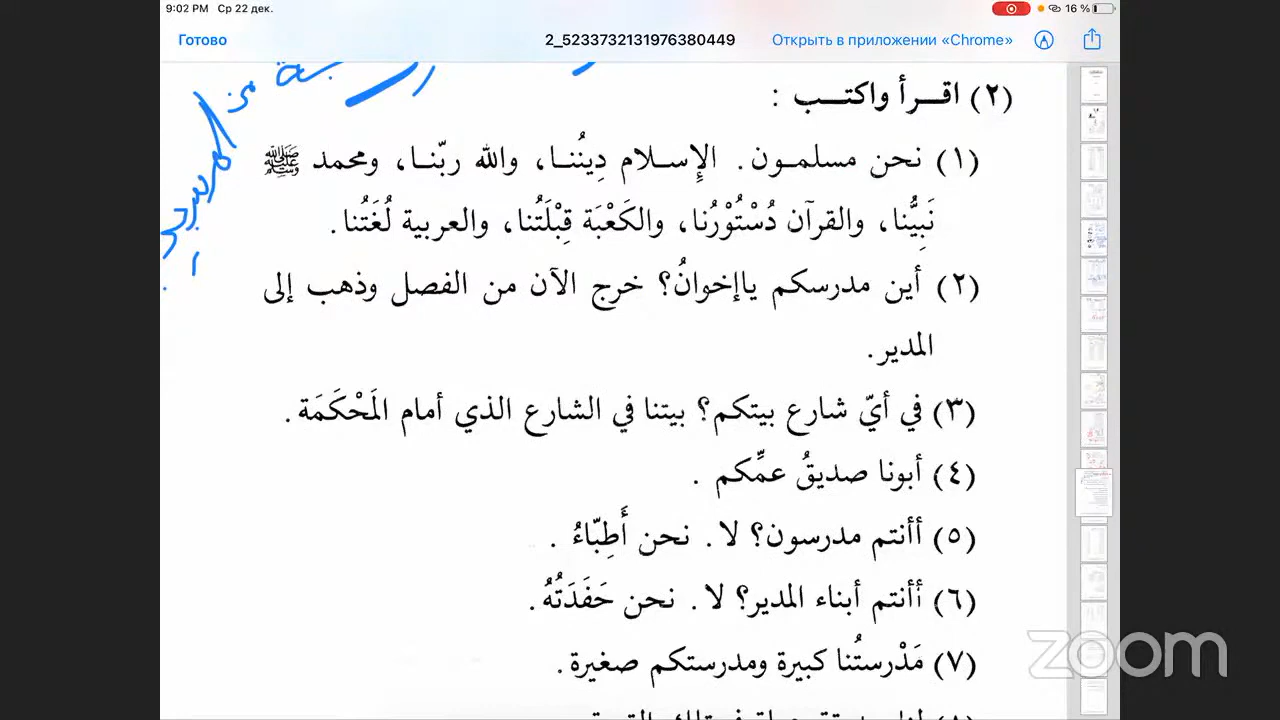 9:02 PM Ср 22 дек. 16 %
Готово 2_5233732131976380449 Открыть в приложении «Chrome»
(٢) اقـــرأ واكتـــب :
(١) نحن مسلمـون. الإِسـلام دِينُنـا، والله ربّنـا، ومحمد ﷺ
نَبِيُّنا، والقرآن دُسْتُوْرُنا، والكَعْبَة قِبْلَتُنا، والعربية لُغَتُنا.
(٢) أين مدرسكم ياإخوانُ؟ خرج الآن من الفصل وذهب إلى
المدير.
(٣) في أيّ شارع بيتكم؟ بيتنا في الشارع الذي أمام المَحْكَمَة.
(٤) أبونا صديقُ عمِّكم .
(٥) أأنتم مدرسون؟ لا. نحن أَطِبّاءُ .
(٦) أأنتم أبناء المدير؟ لا. نحن حَفَدَتُهُ.
(٧) مَدْرستُنا كبيرة ومدرستكم صغيرة.
zoom